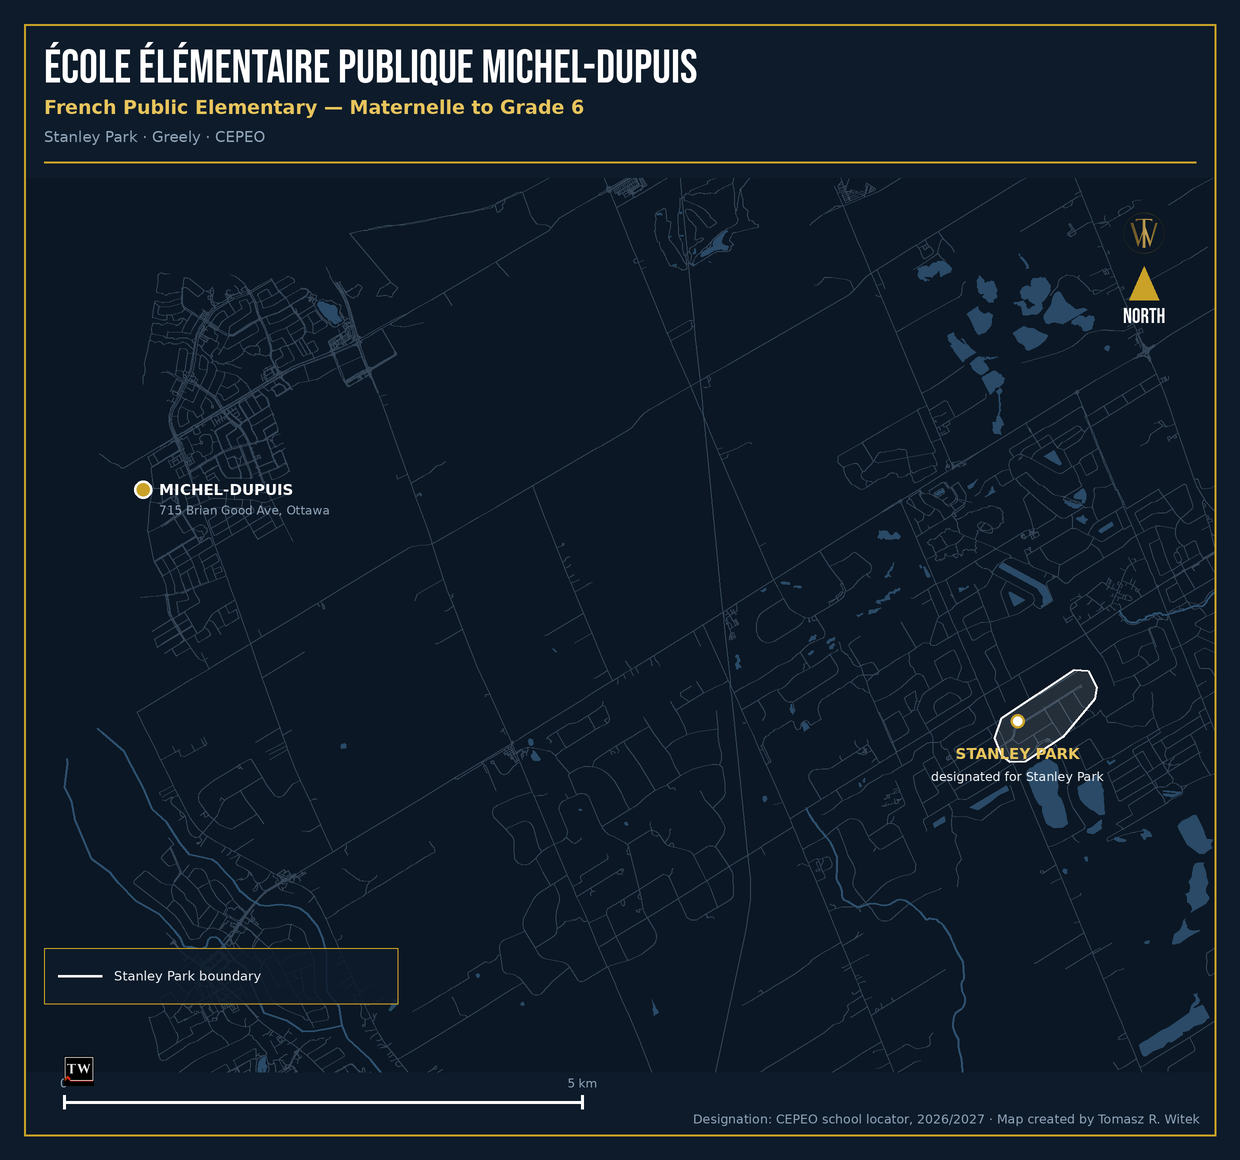 ÉCOLE ÉLÉMENTAIRE PUBLIQUE MICHEL-DUPUIS
French Public Elementary — Maternelle to Grade 6
Stanley Park · Greely · CEPEO
TW
NORTH
MICHEL-DUPUIS
715 Brian Good Ave, Ottawa
STANLEY PARK
designated for Stanley Park
Stanley Park boundary
TW
0
5 km
Designation: CEPEO school locator, 2026/2027 · Map created by Tomasz R. Witek